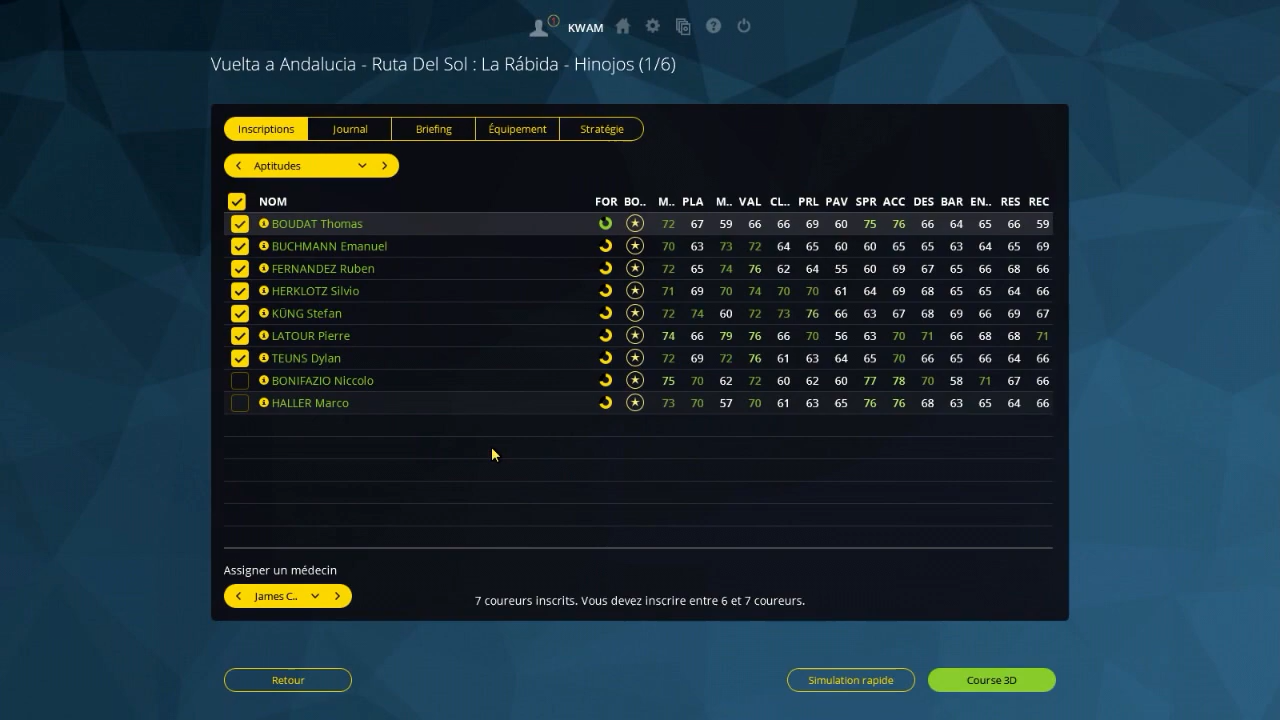 KWAM
Vuelta a Andalucia - Ruta Del Sol : La Rábida - Hinojos (1/6)
Inscriptions Journal Briefing Équipement Stratégie
Aptitudes
NOM FOR BO.. M.. PLA M.. VAL CL.. PRL PAV SPR ACC DES BAR EN.. RES REC
BOUDAT Thomas 72 67 59 66 66 69 60 75 76 66 64 65 66 59
BUCHMANN Emanuel 70 63 73 72 64 65 60 60 65 65 63 64 65 69
FERNANDEZ Ruben 72 65 74 76 62 64 55 60 69 67 65 66 68 66
HERKLOTZ Silvio 71 69 70 74 70 70 61 64 69 68 65 65 64 66
KÜNG Stefan 72 74 60 72 73 76 66 63 67 68 69 66 69 67
LATOUR Pierre 74 66 79 76 66 70 56 63 70 71 66 68 68 71
TEUNS Dylan 72 69 72 76 61 63 64 65 70 66 65 66 64 66
BONIFAZIO Niccolo 75 70 62 72 60 62 60 77 78 70 58 71 67 66
HALLER Marco 73 70 57 70 61 63 65 76 76 68 63 65 64 66
Assigner un médecin
James C..
7 coureurs inscrits. Vous devez inscrire entre 6 et 7 coureurs.
Retour Simulation rapide Course 3D